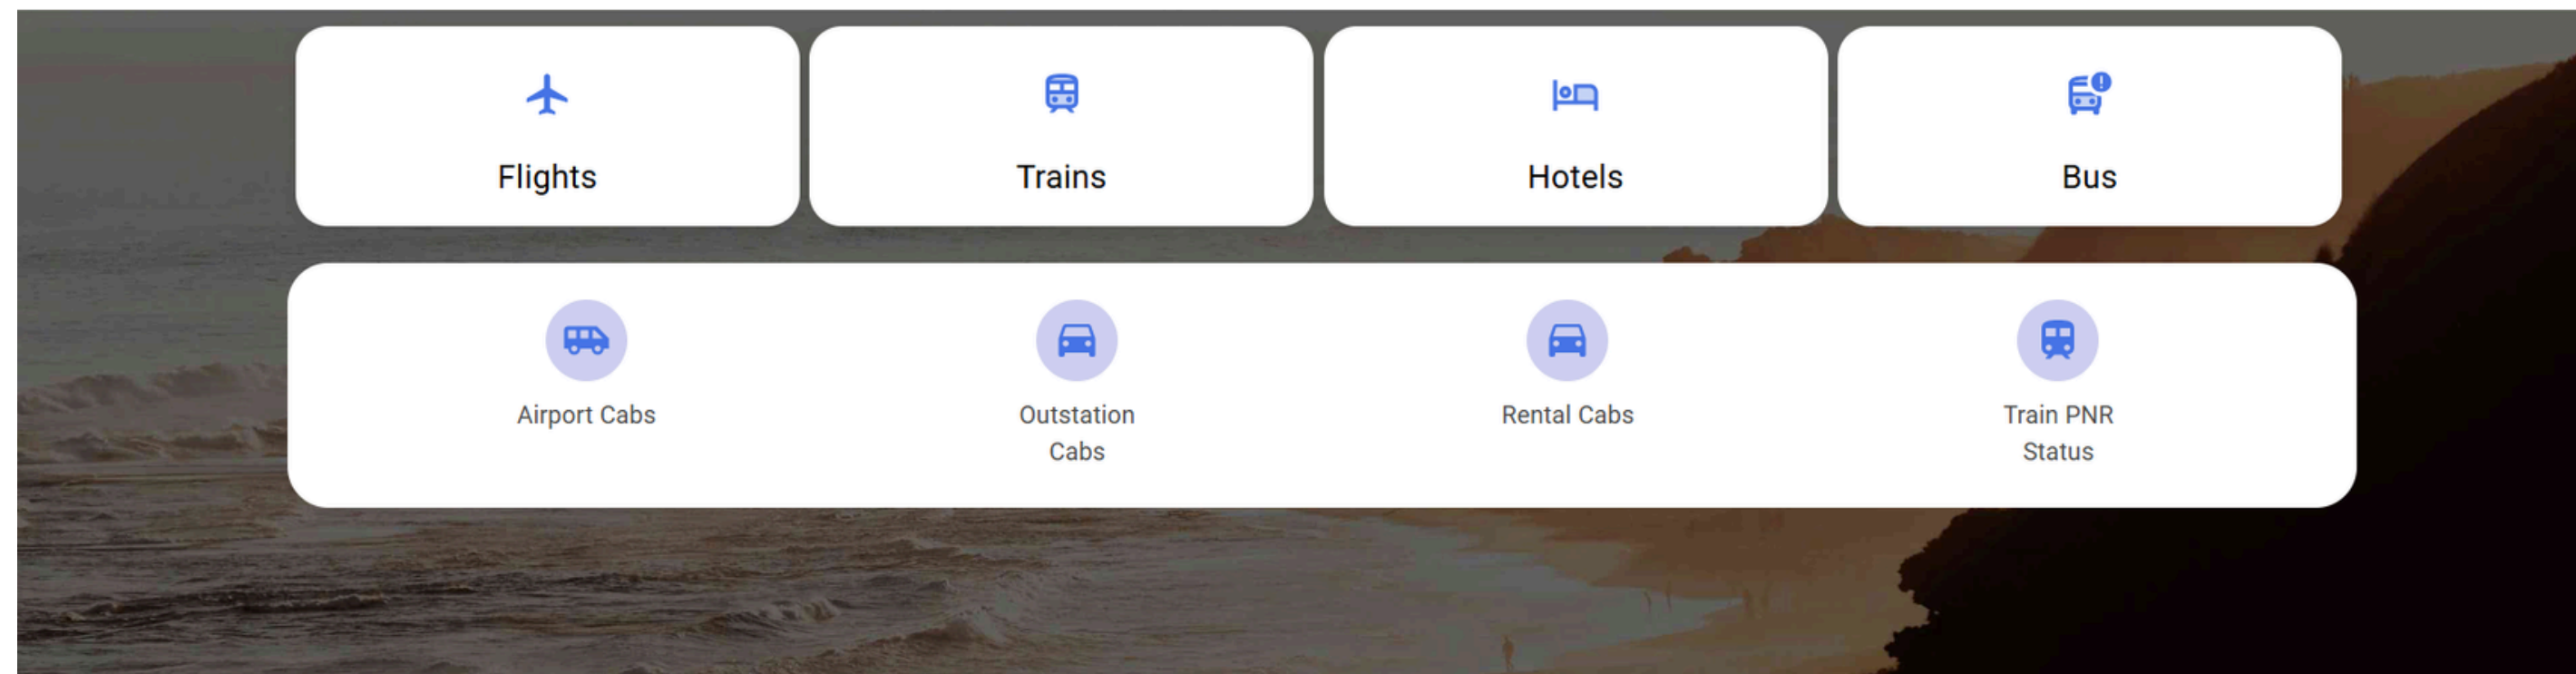 Flights
Trains
Hotels
Bus
Airport Cabs
Outstation
Cabs
Rental Cabs
Train PNR
Status